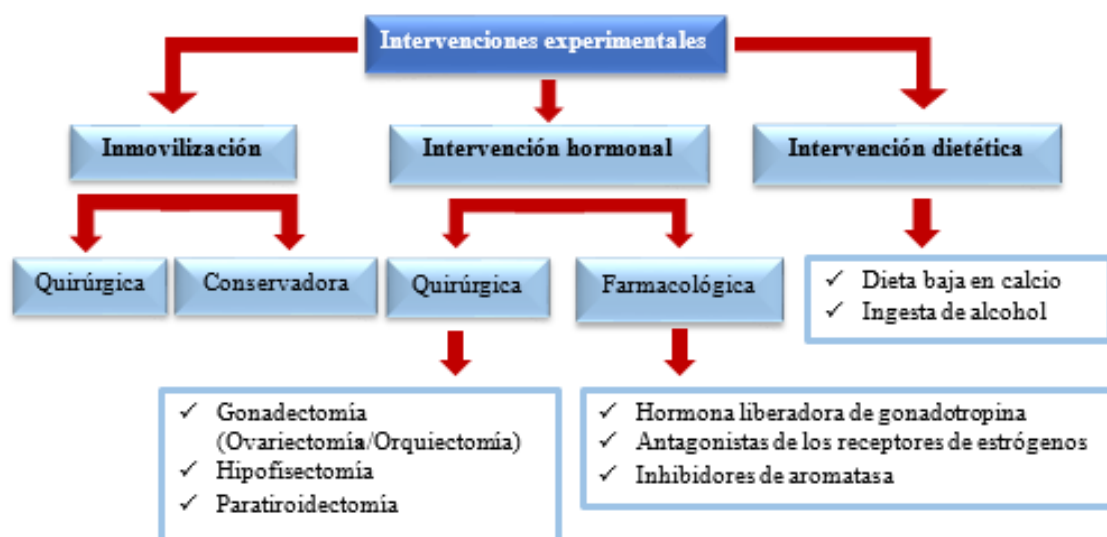 Intervenciones experimentales
Inmovilización
Intervención hormonal
Intervención dietética
Quirúrgica
Conservadora
Quirúrgica
Farmacológica
✓ Dieta baja en calcio
✓ Ingesta de alcohol
✓ Gonadectomía
(Ovariectomía/Orquiectomía)
✓ Hipofisectomía
✓ Paratiroidectomía
✓ Hormona liberadora de gonadotropina
✓ Antagonistas de los receptores de estrógenos
✓ Inhibidores de aromatasa